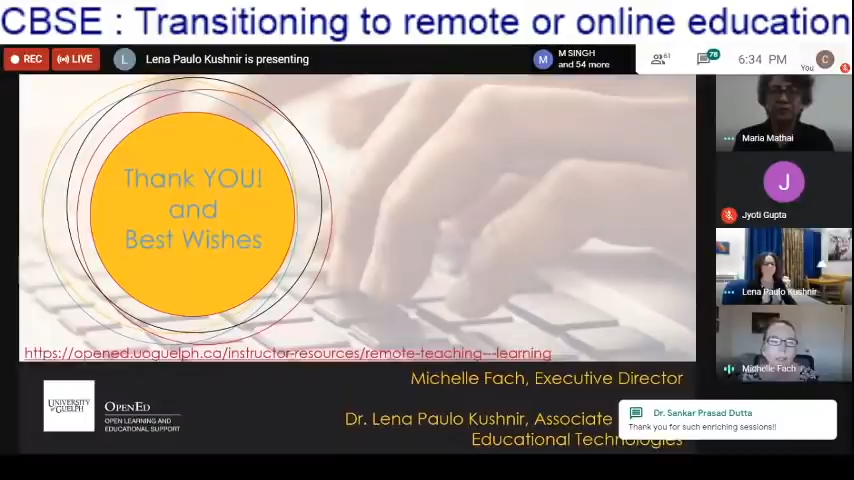 CBSE : Transitioning to remote or online education
REC
LIVE
L
Lena Paulo Kushnir is presenting
M
M SINGH
and 54 more
61
78
6:34 PM
You
C
Thank YOU!
and
Best Wishes
https://opened.uoguelph.ca/instructor-resources/remote-teaching---learning
Michelle Fach, Executive Director
UNIVERSITY
OF GUELPH
OPENED
OPEN LEARNING AND
EDUCATIONAL SUPPORT
Dr. Lena Paulo Kushnir, Associate
Educational Technologies
Maria Mathai
J
Jyoti Gupta
Lena Paulo Kushnir
Michelle Fach
Dr. Sankar Prasad Dutta
Thank you for such enriching sessions!!